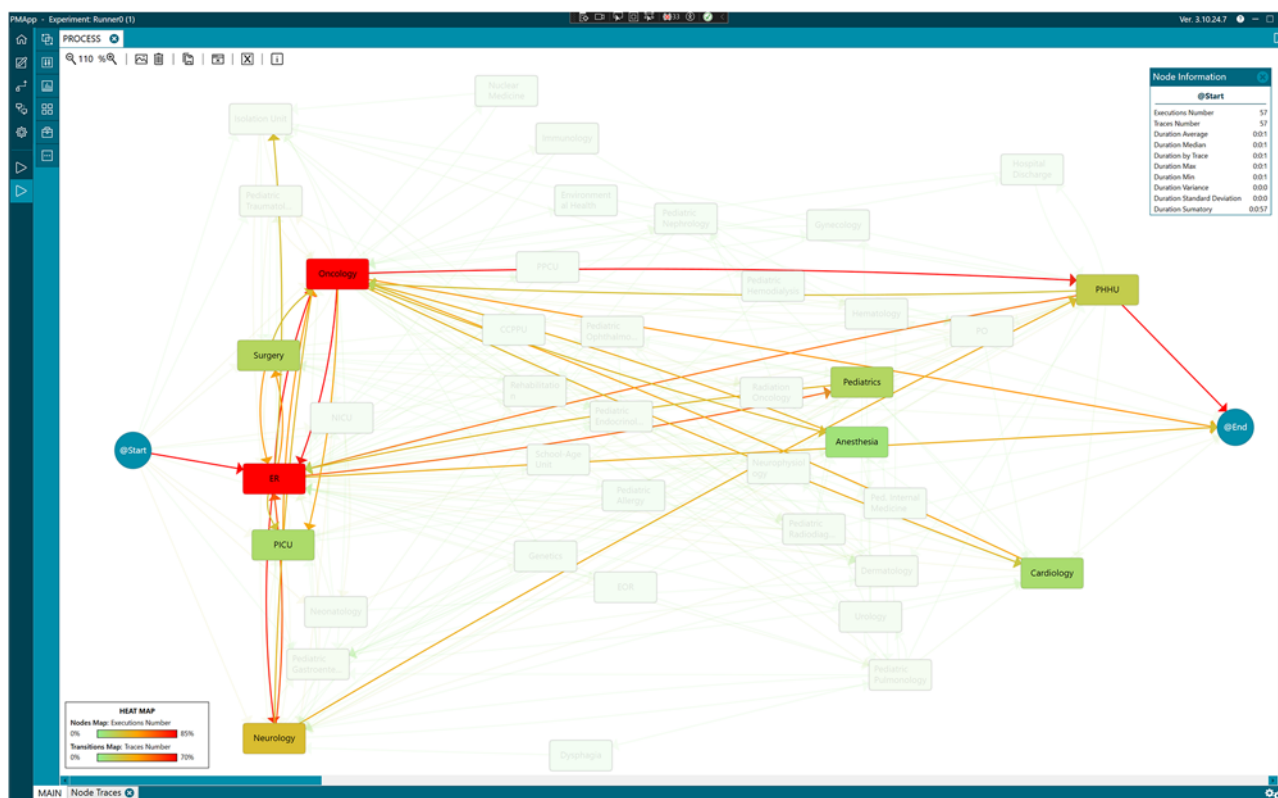 PMApp - Experiment: Runner0 (1)
Ver. 3.10.24.7
PROCESS
110 %
Nuclear
Medicine
Isolation Unit
Immunology
Hospital
Discharge
Pediatric
Traumatol...
Environment
al Health
Pediatric
Nephrology
Gynecology
Oncology
PPCU
Pediatric
Hemodialysis
PHHU
Hematology
CCPPU
Pediatric
Ophthalmo...
PD
Surgery
Rehabilitatio
n
Radiation
Oncology
Pediatrics
NICU
Pediatric
Endocrinol...
@Start
@End
Anesthesia
School-Age
Unit
Neurophysiol
ogy
ER
Pediatric
Allergy
Ped. Internal
Medicine
Pediatric
Radiodiag...
PICU
Genetics
Dermatology
Cardiology
EOR
Neonatology
Urology
Pediatric
Gastroente...
Pediatric
Pulmonology
Neurology
Dysphagia
Node Information
@Start
Executions Number 57
Traces Number 57
Duration Average 0:0:1
Duration Median 0:0:1
Duration by Trace 0:0:1
Duration Max 0:0:1
Duration Min 0:0:1
Duration Variance 0:0:0
Duration Standard Deviation 0:0:0
Duration Sumatory 0:0:57
HEAT MAP
Nodes Map: Executions Number
0% 85%
Transitions Map: Traces Number
0% 70%
MAIN Node Traces